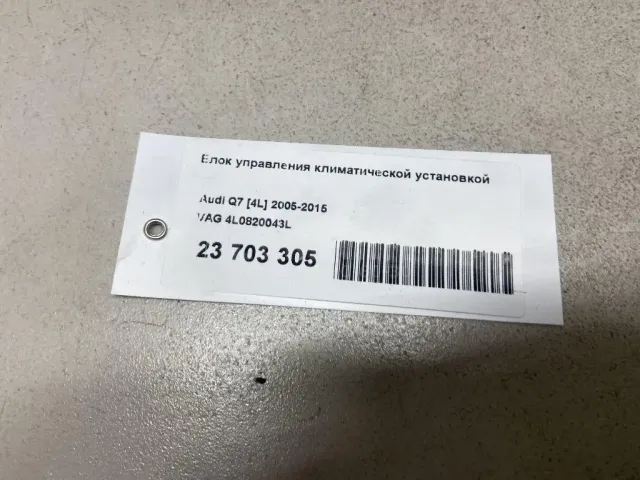 Блок управления климатической установкой
Audi Q7 [4L] 2005-2015
VAG 4L0820043L
23 703 305